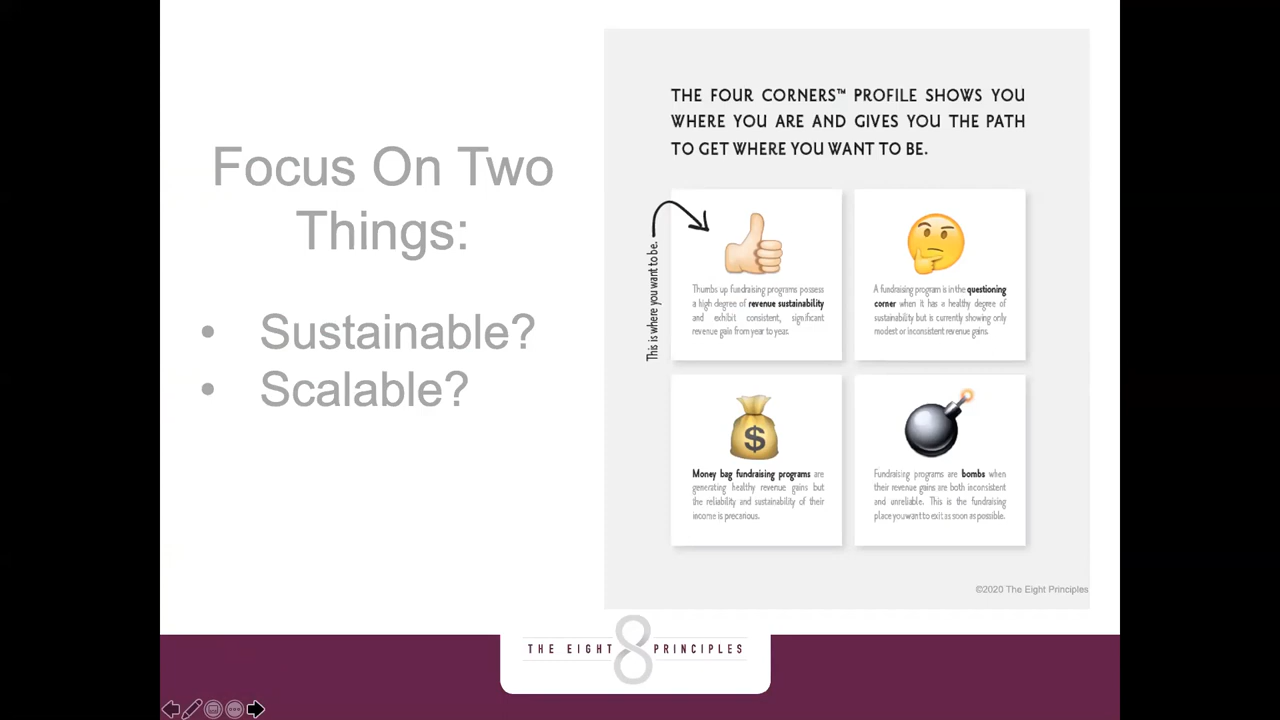 Focus On Two
Things:
• Sustainable?
• Scalable?
THE FOUR CORNERS™ PROFILE SHOWS YOU
WHERE YOU ARE AND GIVES YOU THE PATH
TO GET WHERE YOU WANT TO BE.
This is where you want to be.
Thumbs up fundraising programs possess
a high degree of revenue sustainability
and exhibit consistent, significant
revenue gain from year to year.
A fundraising program is in the questioning
corner when it has a healthy degree of
sustainability but is currently showing only
modest or inconsistent revenue gains.
$
Money bag fundraising programs are
generating healthy revenue gains but
the reliability and sustainability of their
income is precarious.
Fundraising programs are bombs when
their revenue gains are both inconsistent
and unreliable. This is the fundraising
place you want to exit as soon as possible.
©2020 The Eight Principles
THE EIGHT 8 PRINCIPLES